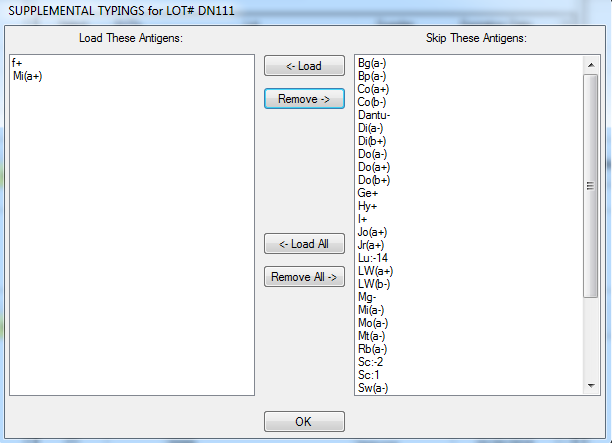 SUPPLEMENTAL TYPINGS for LOT# DN111
Load These Antigens:
Skip These Antigens:
f+
Mi(a+)
<- Load
Remove ->
<- Load All
Remove All ->
Bg(a-)
Bp(a-)
Co(a+)
Co(b-)
Dantu-
Di(a-)
Di(b+)
Do(a-)
Do(a+)
Do(b+)
Ge+
Hy+
I+
Jo(a+)
Jr(a+)
Lu:-14
LW(a+)
LW(b-)
Mg-
Mi(a-)
Mo(a-)
Mt(a-)
Rb(a-)
Sc:-2
Sc:1
Sw(a-)
OK